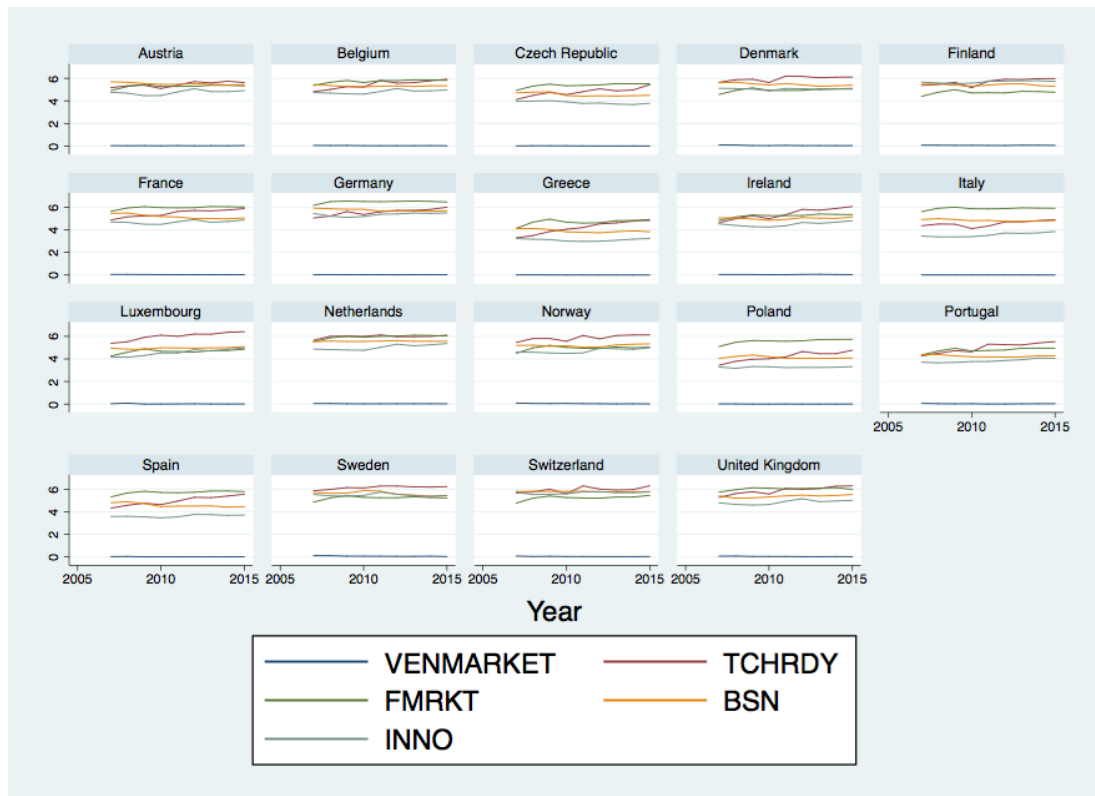 Austria Belgium Czech Republic Denmark Finland
6
4
2
0
France Germany Greece Ireland Italy
6
4
2
0
Luxembourg Netherlands Norway Poland Portugal
6
4
2
0
2005 2010 2015
Spain Sweden Switzerland United Kingdom
6
4
2
0
2005 2010 2015 2005 2010 2015 2005 2010 2015 2005 2010 2015
Year
VENMARKET TCHRDY
FMRKT BSN
INNO